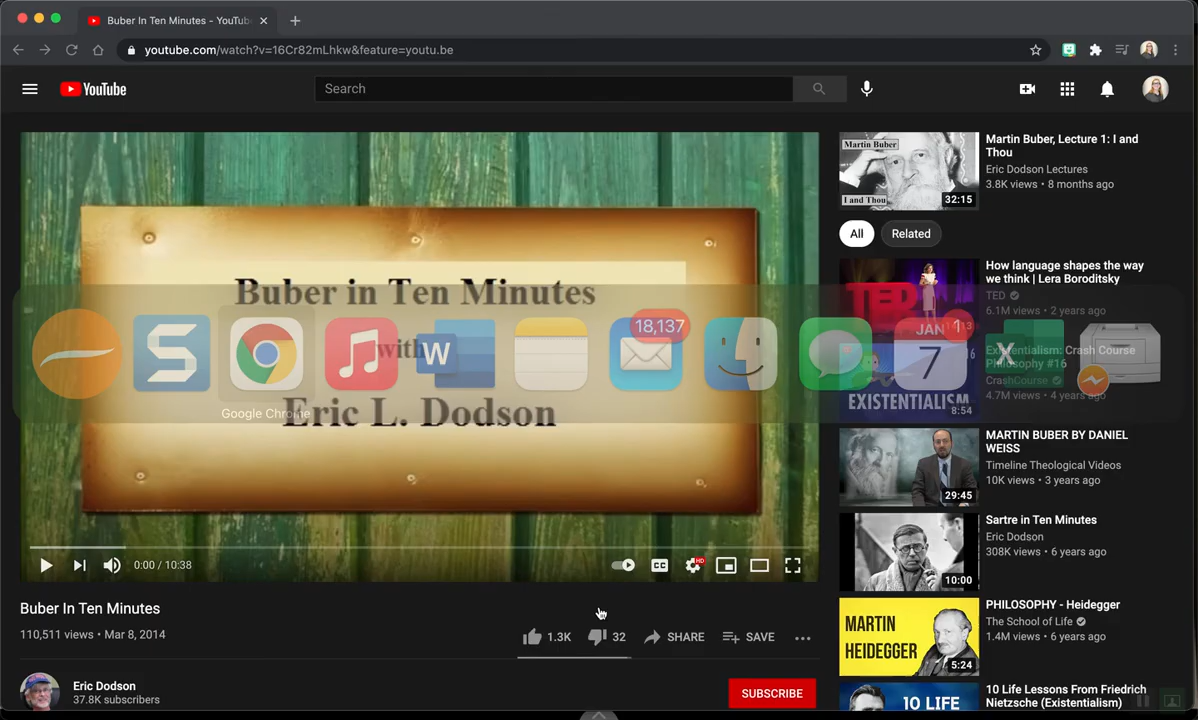 Buber In Ten Minutes - YouTub
youtube.com/watch?v=16Cr82mLhkw&feature=youtu.be
YouTube
Search
Buber in Ten Minutes
with
Eric L. Dodson
W
18,137
JAN
1
7
X
Google Chrome
0:00 / 10:38
CC
HD
Buber In Ten Minutes
110,511 views • Mar 8, 2014
1.3K
32
SHARE
SAVE
Eric Dodson
37.8K subscribers
SUBSCRIBE
Martin Buber
I and Thou
32:15
Martin Buber, Lecture 1: I and
Thou
Eric Dodson Lectures
3.8K views • 8 months ago
All
Related
TED
How language shapes the way
we think | Lera Boroditsky
TED
6.1M views • 2 years ago
EXISTENTIALISM
8:54
Existentialism: Crash Course
Philosophy #16
CrashCourse
4.7M views • 4 years ago
29:45
MARTIN BUBER BY DANIEL
WEISS
Timeline Theological Videos
10K views • 3 years ago
10:00
Sartre in Ten Minutes
Eric Dodson
308K views • 6 years ago
MARTIN
HEIDEGGER
5:24
PHILOSOPHY - Heidegger
The School of Life
1.4M views • 6 years ago
10 LIFE
10 Life Lessons From Friedrich
Nietzsche (Existentialism)